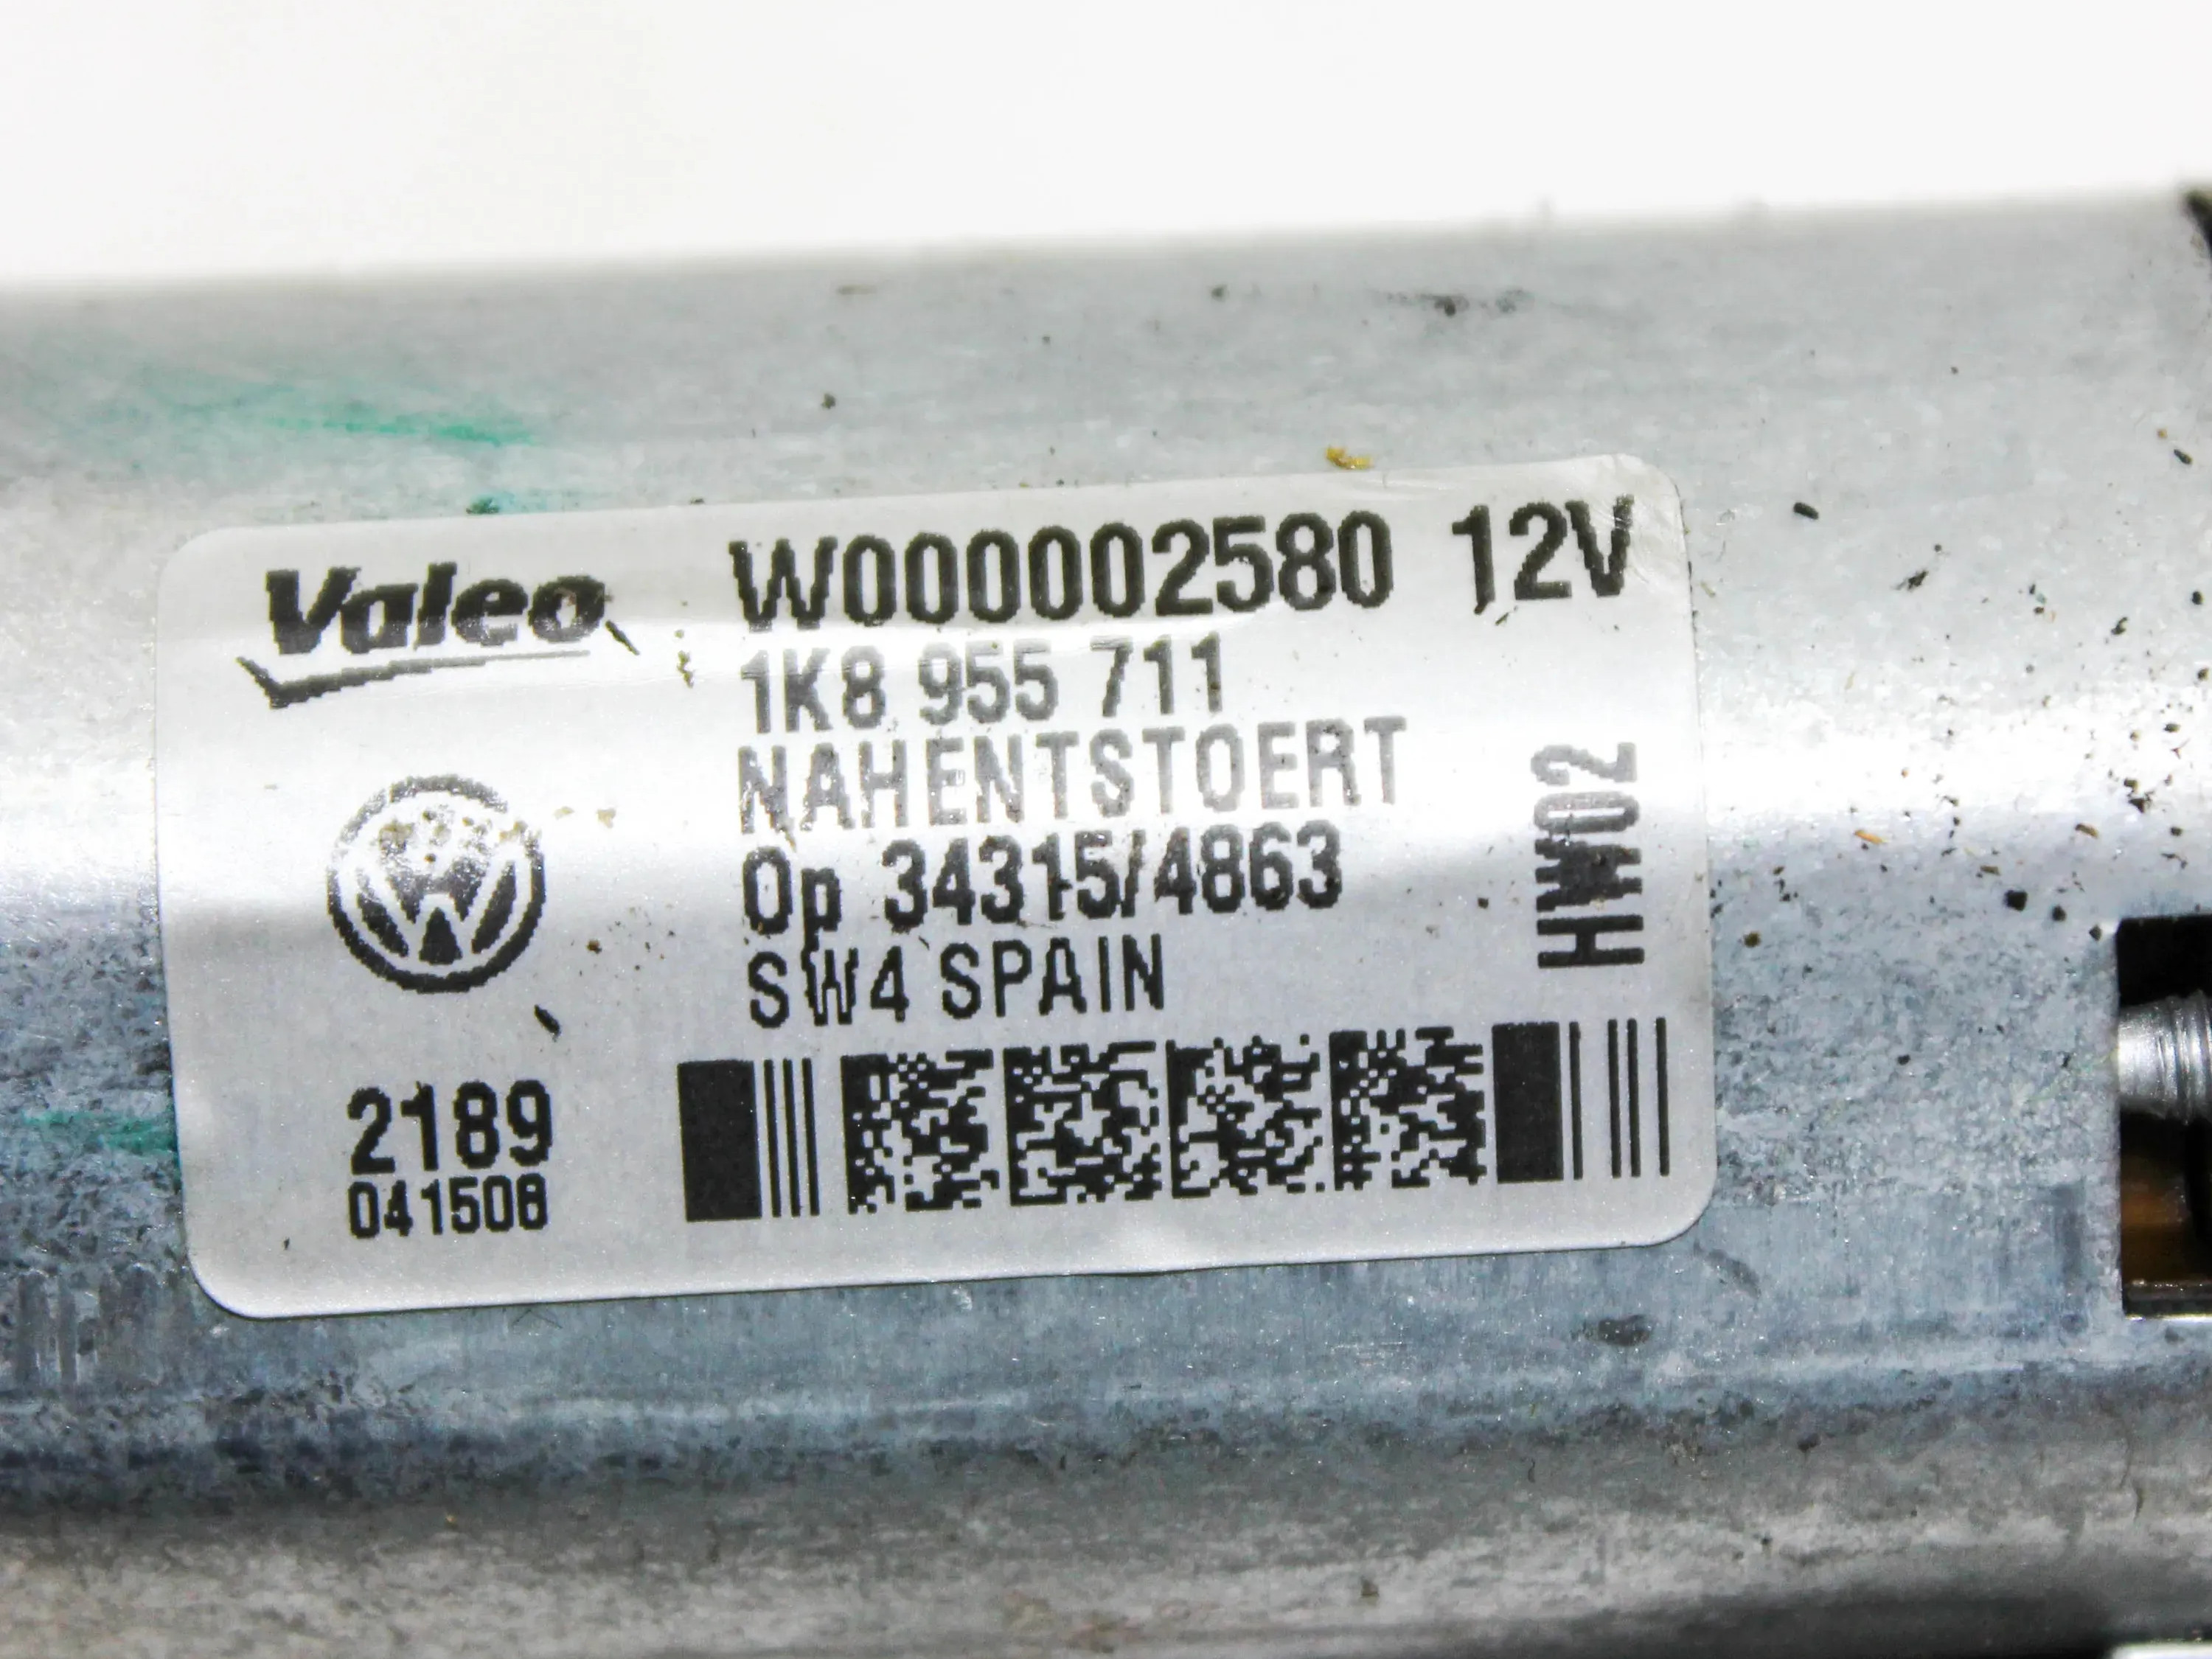 Valeo
W000002580 12V
1K8 955 711
NAHENTSTOERT
Op 34315/4863
SW4 SPAIN
HW02
2189
041508